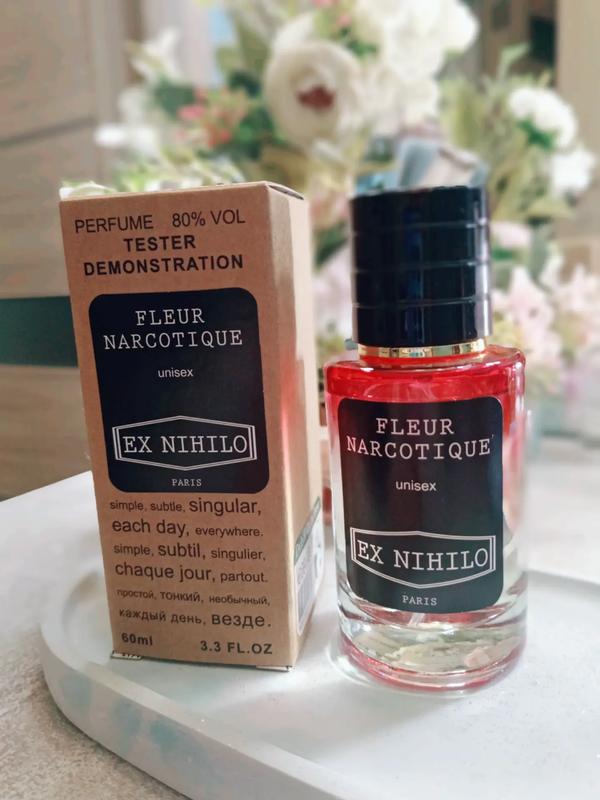 PERFUME 80% VOL
TESTER
DEMONSTRATION
FLEUR
NARCOTIQUE
unisex
EX NIHILO
PARIS
simple, subtle, singular,
each day, everywhere.
simple, subtil, singulier,
chaque jour, partout.
простой, тонкий, необычный,
каждый день, везде.
60ml 3.3 FL.OZ
FLEUR
NARCOTIQUE
unisex
EX NIHILO
PARIS